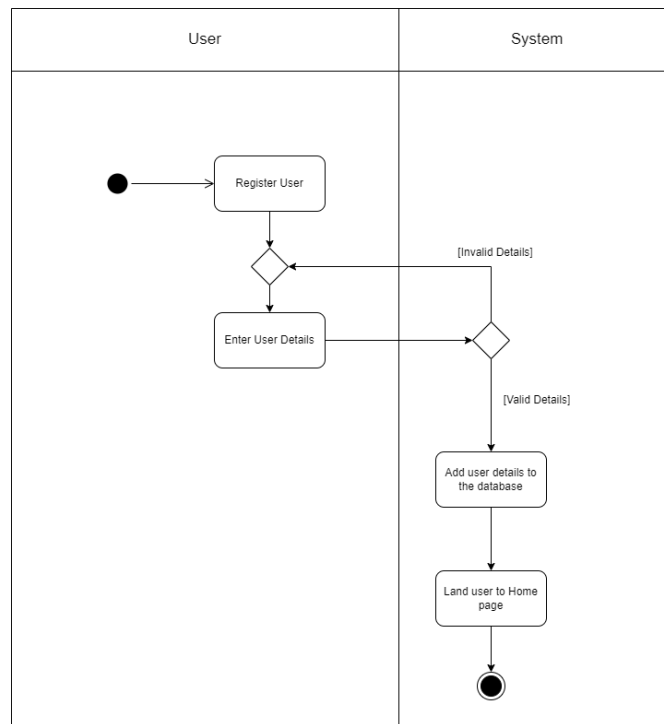 User
System
Register User
[Invalid Details]
Enter User Details
[Valid Details]
Add user details to
the database
Land user to Home
page